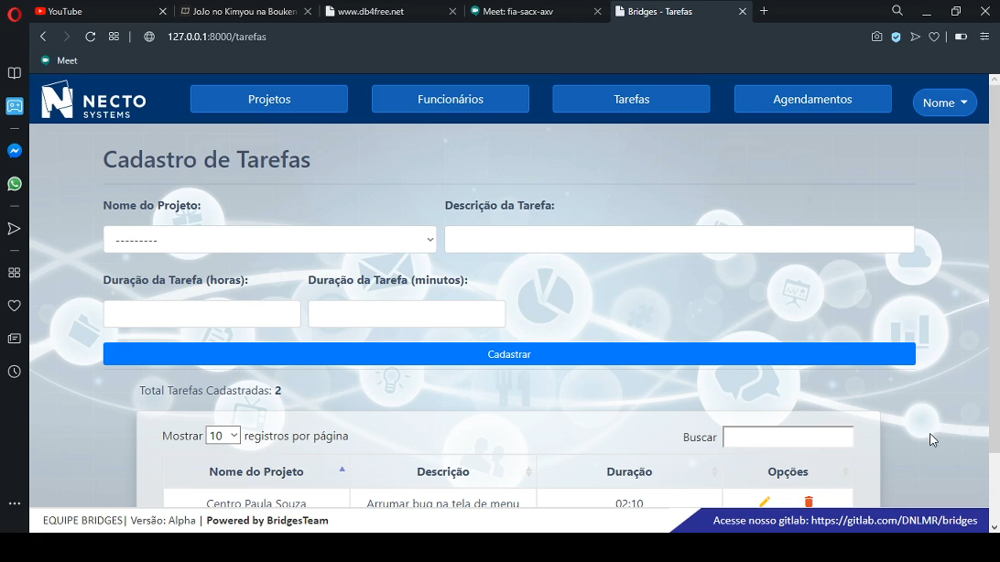 YouTube
JoJo no Kimyou na Bouken
www.db4free.net
Meet: fia-sacx-axv
Bridges - Tarefas
127.0.0.1:8000/tarefas
Meet
NECTO SYSTEMS
Projetos
Funcionários
Tarefas
Agendamentos
Nome
Cadastro de Tarefas
Nome do Projeto:
Descrição da Tarefa:
---------
Duração da Tarefa (horas):
Duração da Tarefa (minutos):
Cadastrar
Total Tarefas Cadastradas: 2
Mostrar 10 registros por página
Buscar
Nome do Projeto
Descrição
Duração
Opções
Centro Paula Souza
Arrumar bug na tela de menu
02:10
EQUIPE BRIDGES| Versão: Alpha | Powered by BridgesTeam
Acesse nosso gitlab: https://gitlab.com/DNLMR/bridges